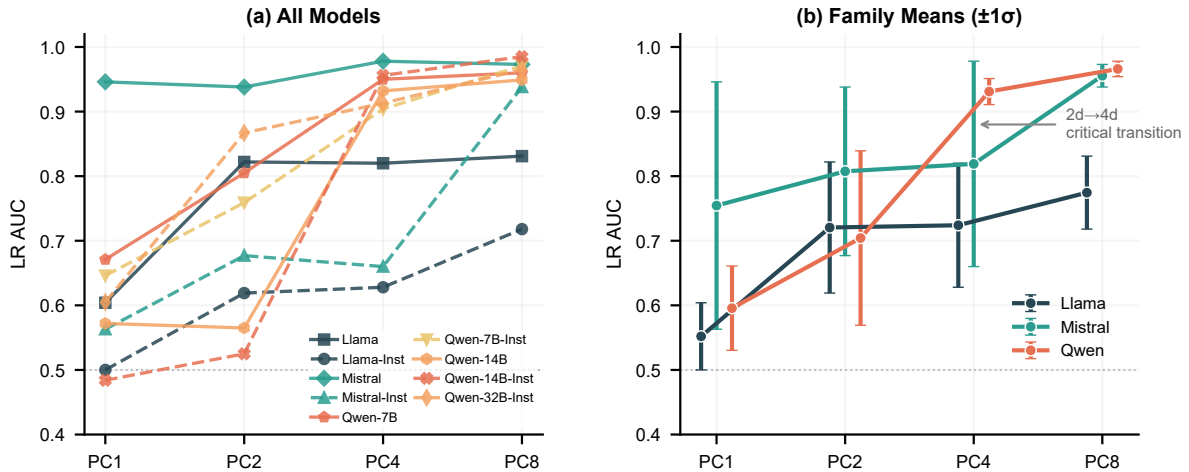 (a) All Models
LR AUC
1.0
0.9
0.8
0.7
0.6
0.5
0.4
PC1
PC2
PC4
PC8
Llama
Llama-Inst
Mistral
Mistral-Inst
Qwen-7B
Qwen-7B-Inst
Qwen-14B
Qwen-14B-Inst
Qwen-32B-Inst
(b) Family Means (±1σ)
LR AUC
1.0
0.9
0.8
0.7
0.6
0.5
0.4
PC1
PC2
PC4
PC8
2d→4d
critical transition
Llama
Mistral
Qwen